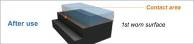 Contact area
After use
1st worn surface